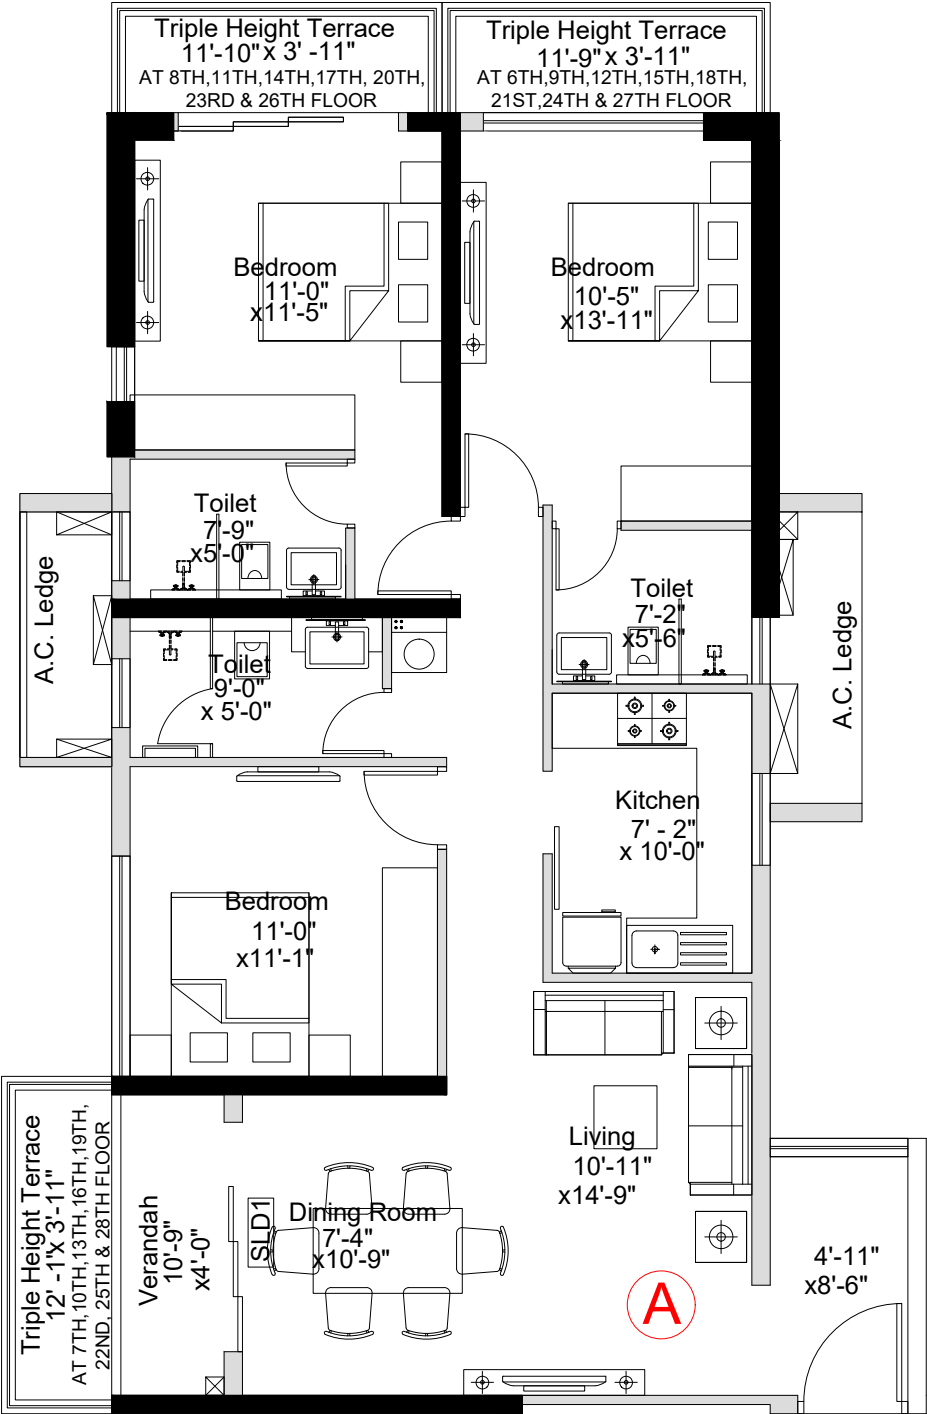 Triple Height Terrace
11'-10"x 3' -11"
AT 8TH,11TH,14TH,17TH, 20TH,
23RD & 26TH FLOOR
Triple Height Terrace
11'-9"x 3'-11"
AT 6TH,9TH,12TH,15TH,18TH,
21ST,24TH & 27TH FLOOR
Bedroom
11'-0"
x11'-5"
Bedroom
10'-5"
x13'-11"
Toilet
7'-9"
x5'-0"
A.C. Ledge
Toilet
7'-2"
x5'-6"
A.C. Ledge
Toilet
9'-0"
x 5'-0"
Kitchen
7' - 2"
x 10'-0"
Bedroom
11'-0"
x11'-1"
Triple Height Terrace
12' -1"x 3'-11"
AT 7TH,10TH,13TH,16TH,19TH,
22ND, 25TH & 28TH FLOOR
Verandah
10'-9"
x4'-0"
SLD1
Dining Room
7'-4"
x10'-9"
Living
10'-11"
x14'-9"
4'-11"
x8'-6"
A